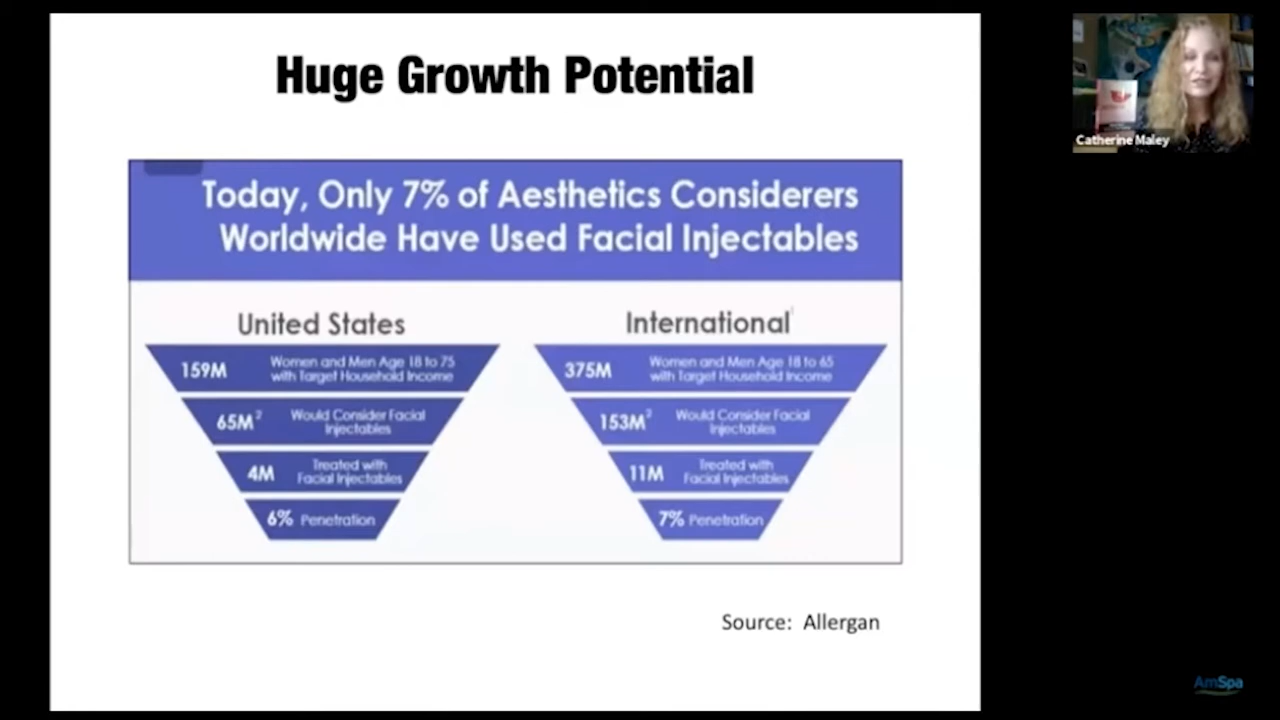 Huge Growth Potential
Today, Only 7% of Aesthetics Considerers
Worldwide Have Used Facial Injectables
United States
159M
Women and Men Age 18 to 75
with Target Household Income
65M²
Would Consider Facial
Injectables
4M
Treated with
Facial Injectables
6% Penetration
International¹
375M
Women and Men Age 18 to 65
with Target Household Income
153M²
Would Consider Facial
Injectables
11M
Treated with
Facial Injectables
7% Penetration
Source: Allergan
Catherine Maley
AmSpa